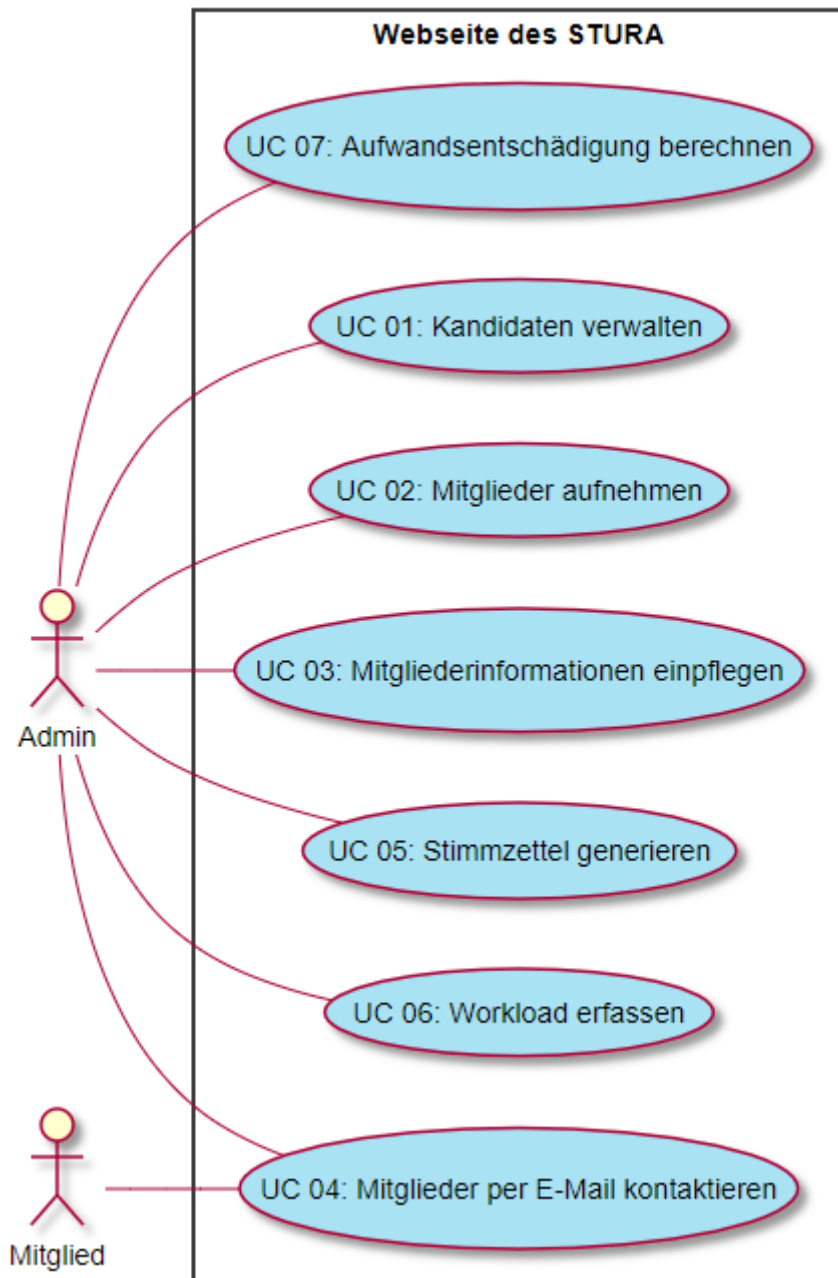 Webseite des STURA
UC 07: Aufwandsentschädigung berechnen
UC 01: Kandidaten verwalten
UC 02: Mitglieder aufnehmen
UC 03: Mitgliederinformationen einpflegen
Admin
UC 05: Stimmzettel generieren
UC 06: Workload erfassen
UC 04: Mitglieder per E-Mail kontaktieren
Mitglied